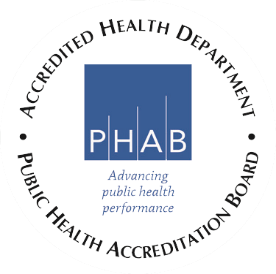 ACCREDITED HEALTH DEPARTMENT
PHAB
Advancing
public health
performance
• PUBLIC HEALTH ACCREDITATION BOARD •